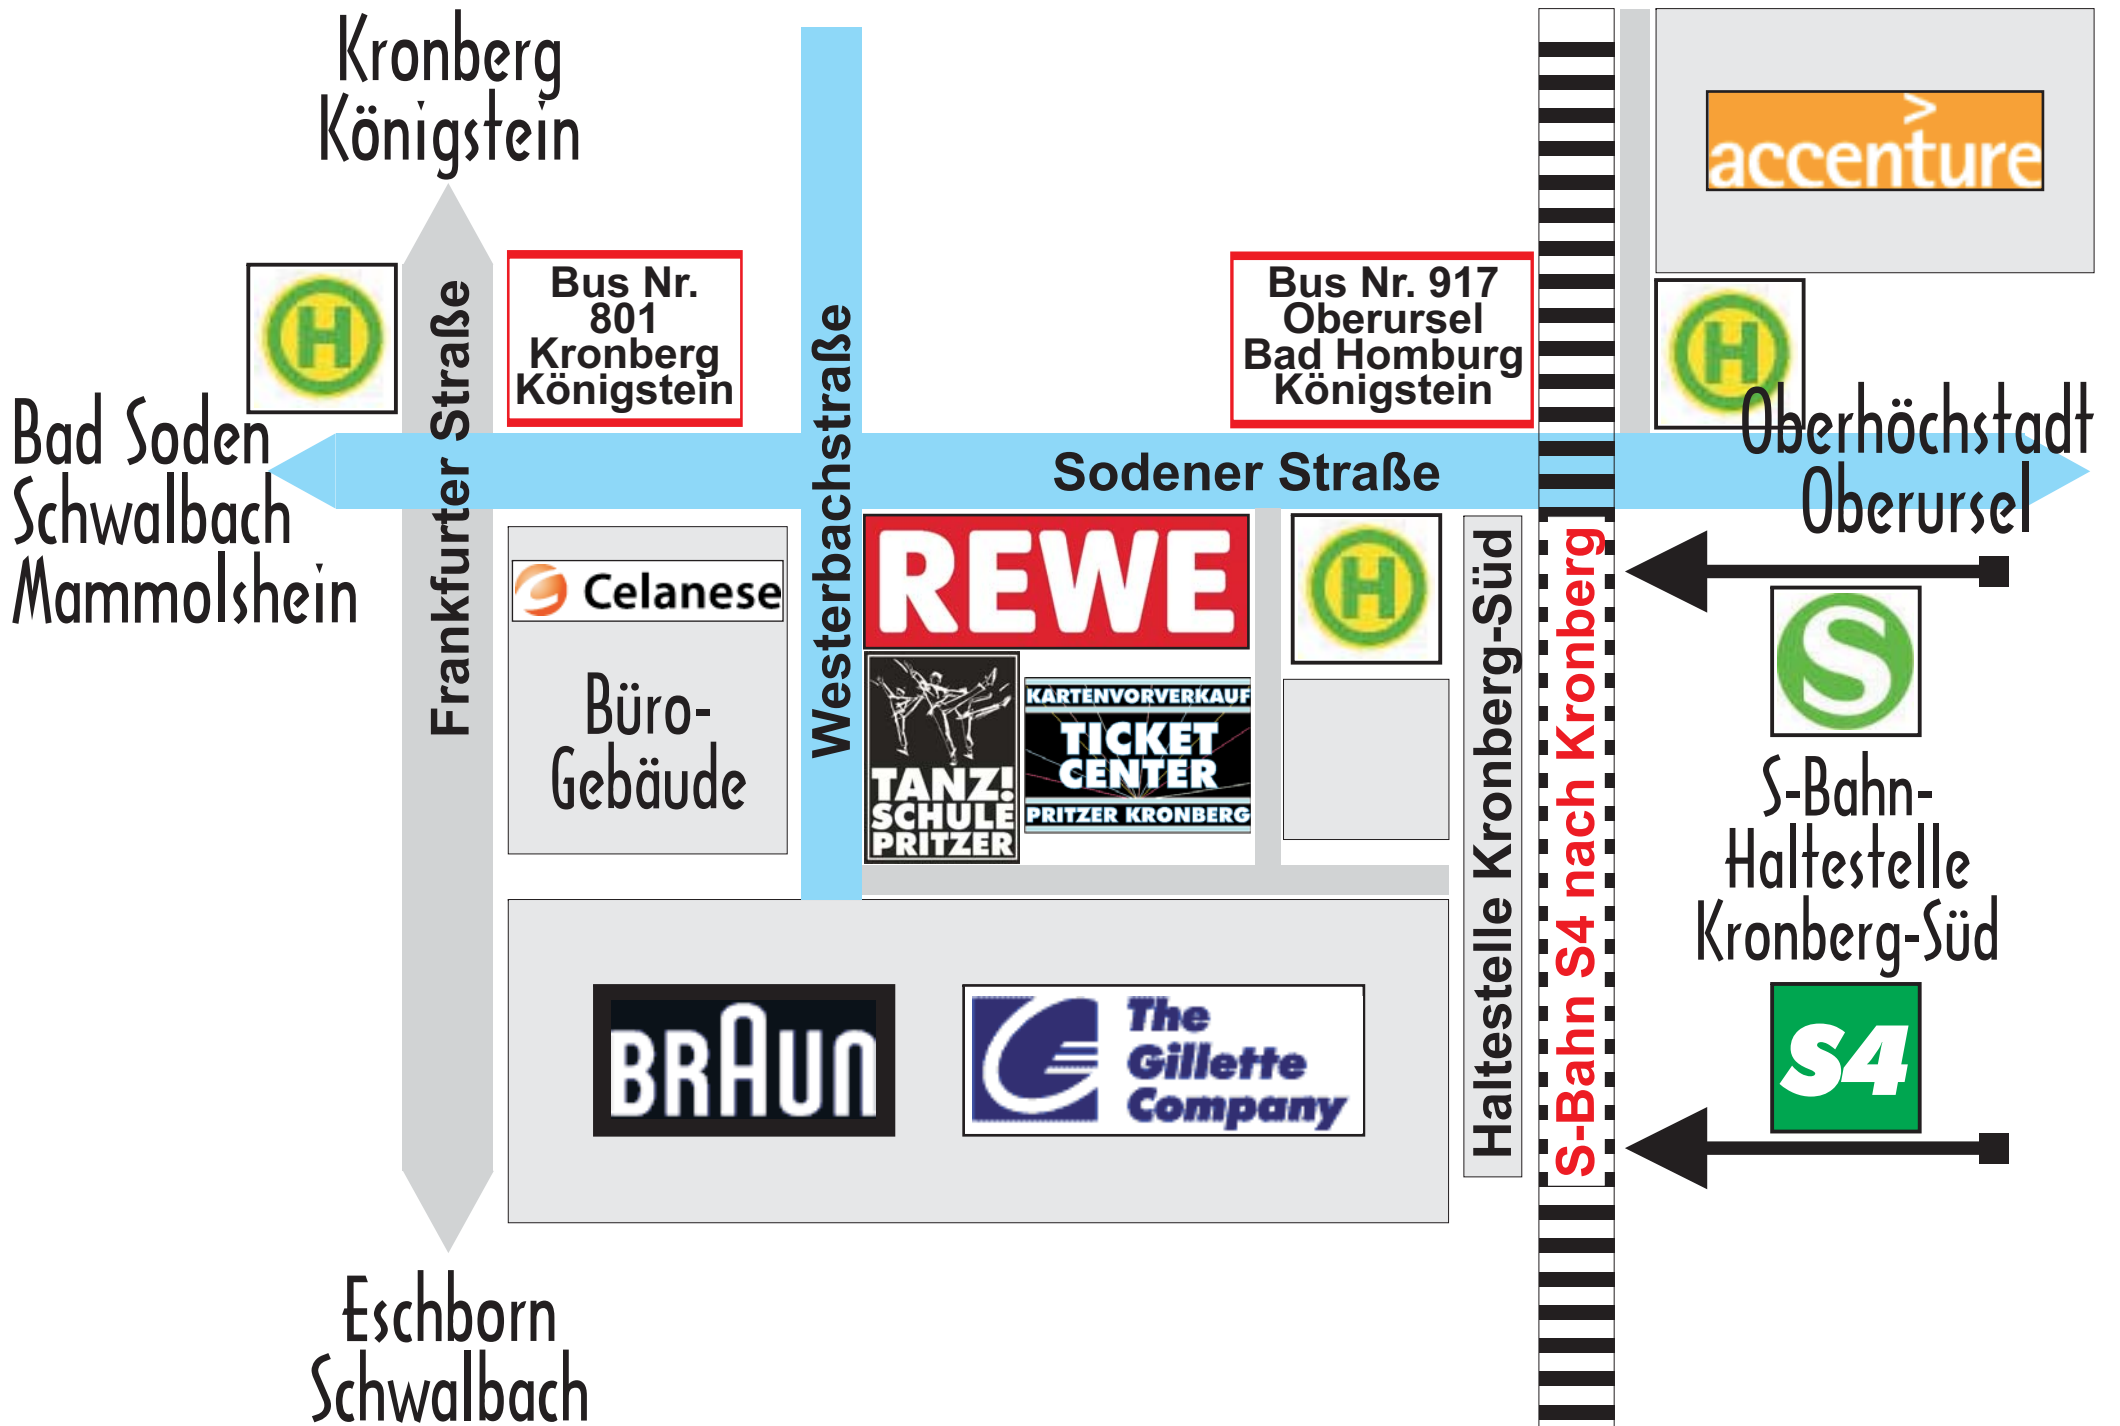 Kronberg
Königstein
accenture
H
Bus Nr.
801
Kronberg
Königstein
Bus Nr. 917
Oberursel
Bad Homburg
Königstein
H
Frankfurter Straße
Westerbachstraße
Bad Soden
Schwalbach
Mammolshein
Sodener Straße
Oberhöchstadt
Oberursel
Celanese
Büro-
Gebäude
REWE
H
TANZ!
SCHULE
PRITZER
KARTENVORVERKAUF
TICKET
CENTER
PRITZER KRONBERG
Haltestelle Kronberg-Süd
S-Bahn S4 nach Kronberg
S
S-Bahn-
Haltestelle
Kronberg-Süd
S4
BRAUN
The
Gillette
Company
Eschborn
Schwalbach